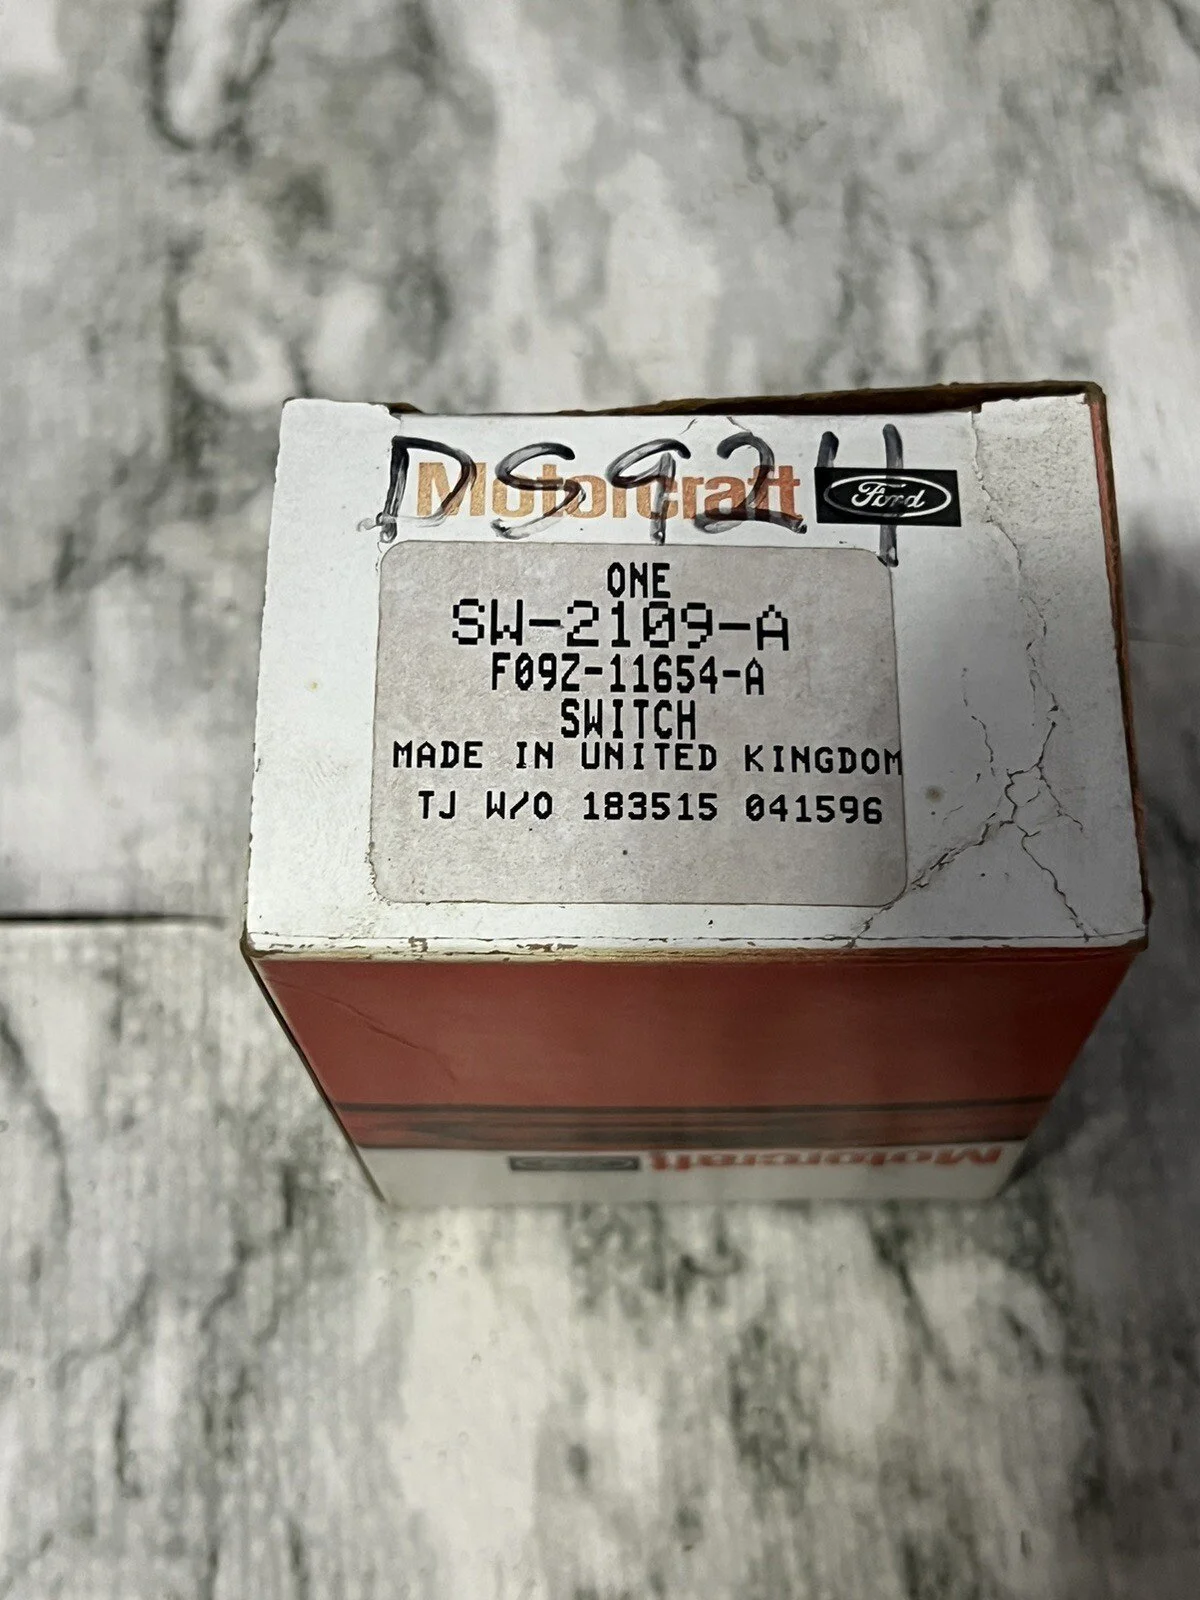 DS924
Motorcraft Ford
ONE
SW-2109-A
F09Z-11654-A
SWITCH
MADE IN UNITED KINGDOM
TJ W/O 183515 041596
Motorcraft